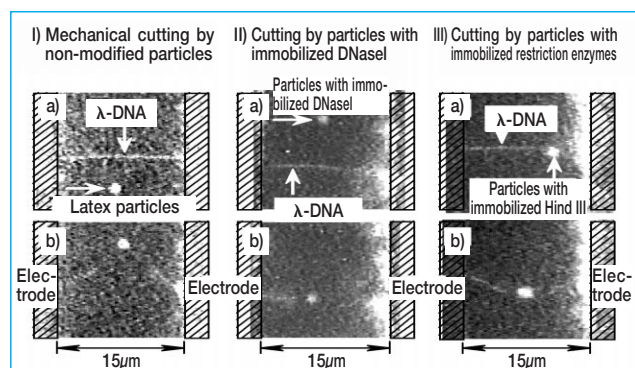 I) Mechanical cutting by
non-modified particles
II) Cutting by particles with
immobilized DNaseI
III) Cutting by particles with
immobilized restriction enzymes
a)
λ-DNA
Latex particles
b)
Elec-
trode
15μm
Particles with immo-
bilized DNaseI
a)
λ-DNA
b)
Electrode
15μm
a)
λ-DNA
Particles with
immobilized Hind III
b)
Electrode
Elec-
trode
15μm